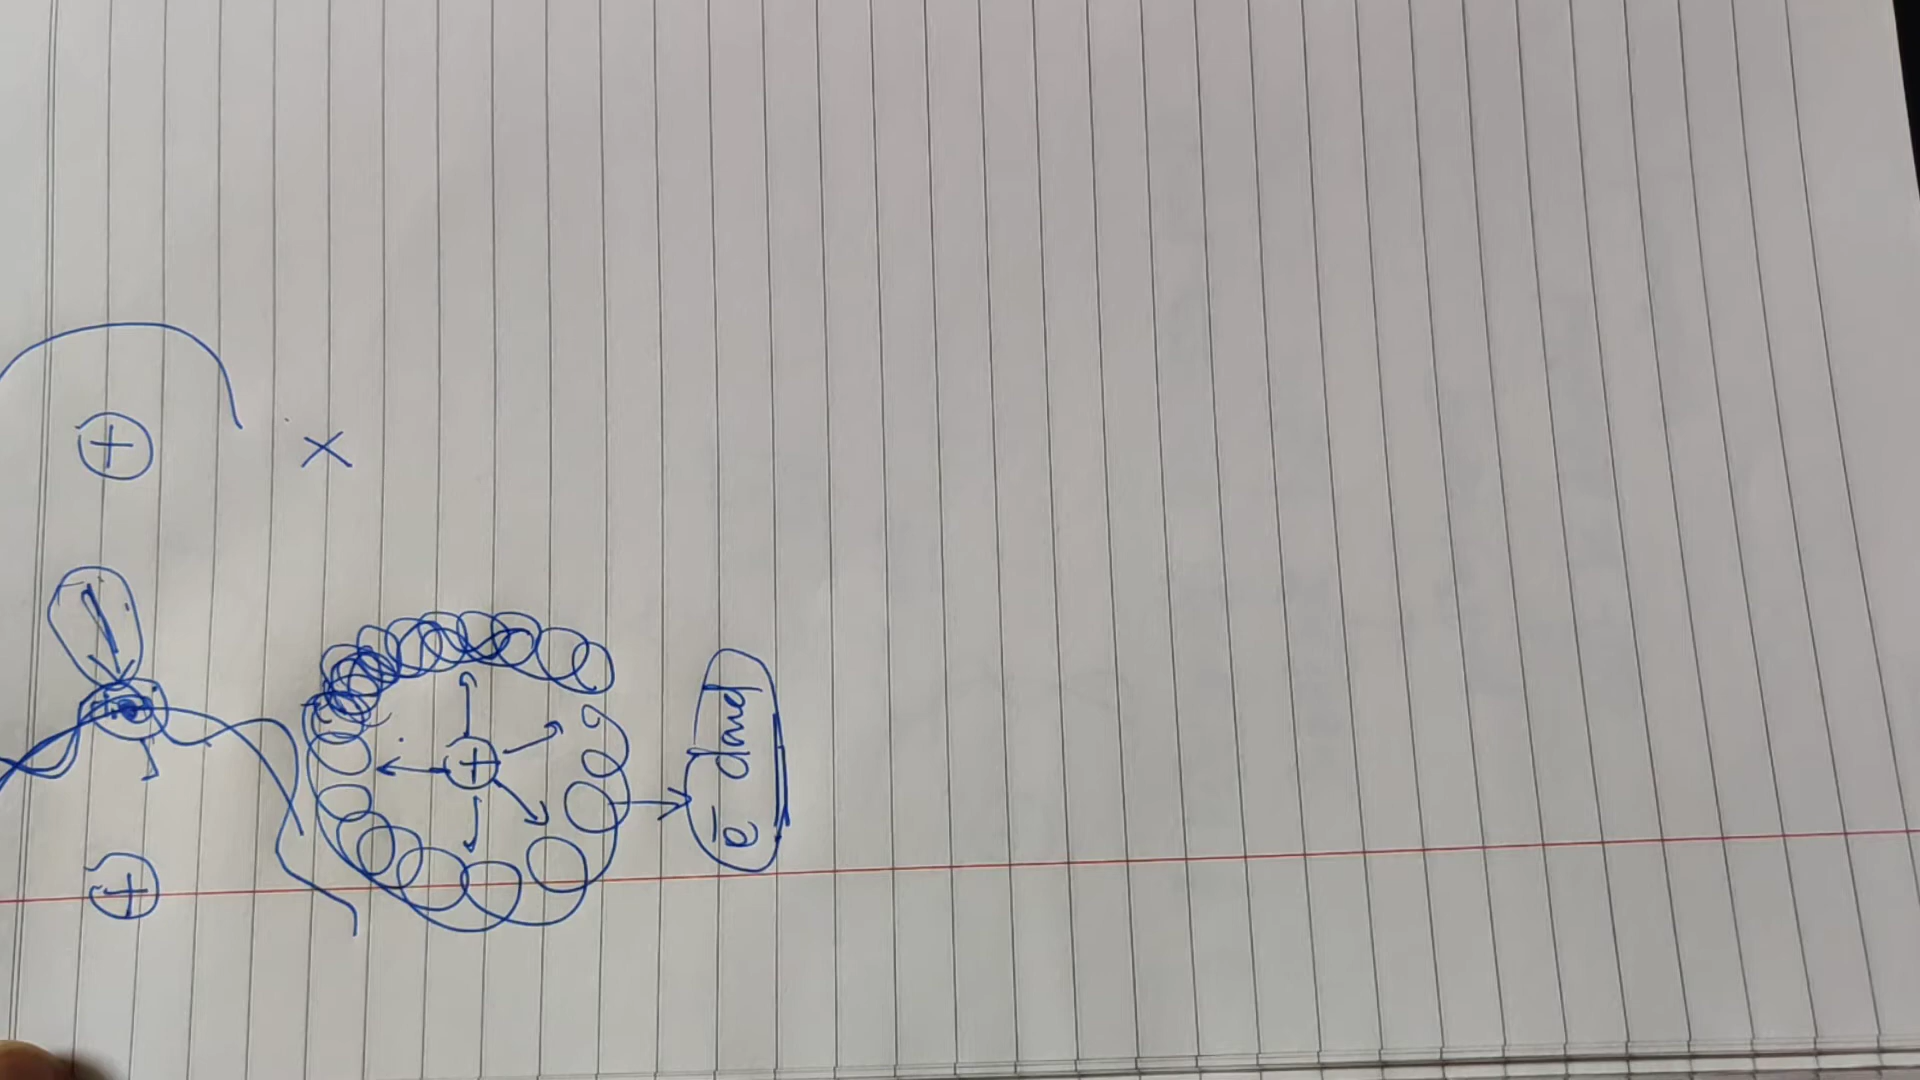 + +
×
+
ē cloud